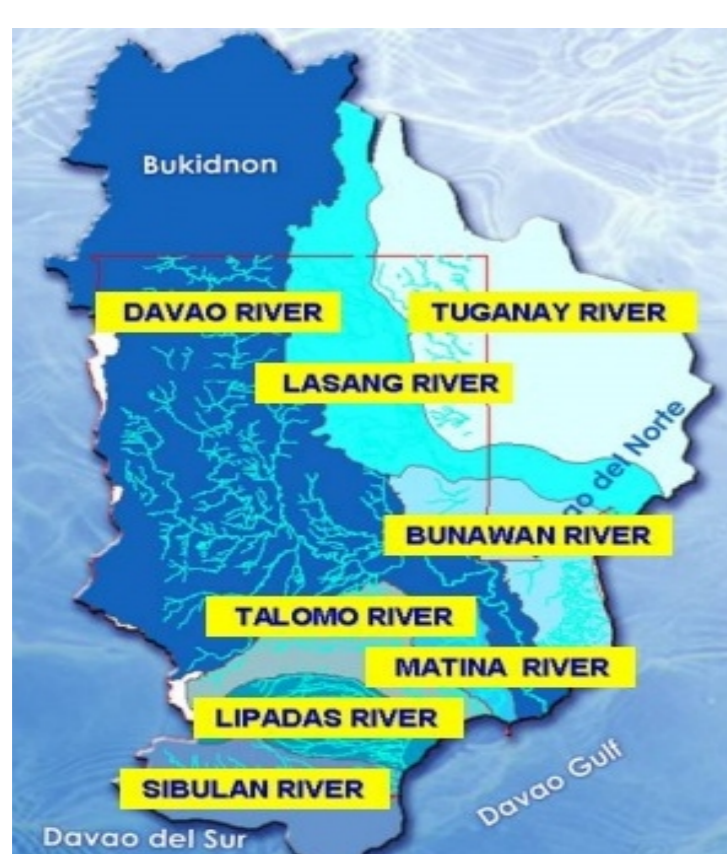 Bukidnon
DAVAO RIVER
TUGANAY RIVER
LASANG RIVER
del Norte
BUNAWAN RIVER
TALOMO RIVER
MATINA RIVER
LIPADAS RIVER
SIBULAN RIVER
Davao Gulf
Davao del Sur